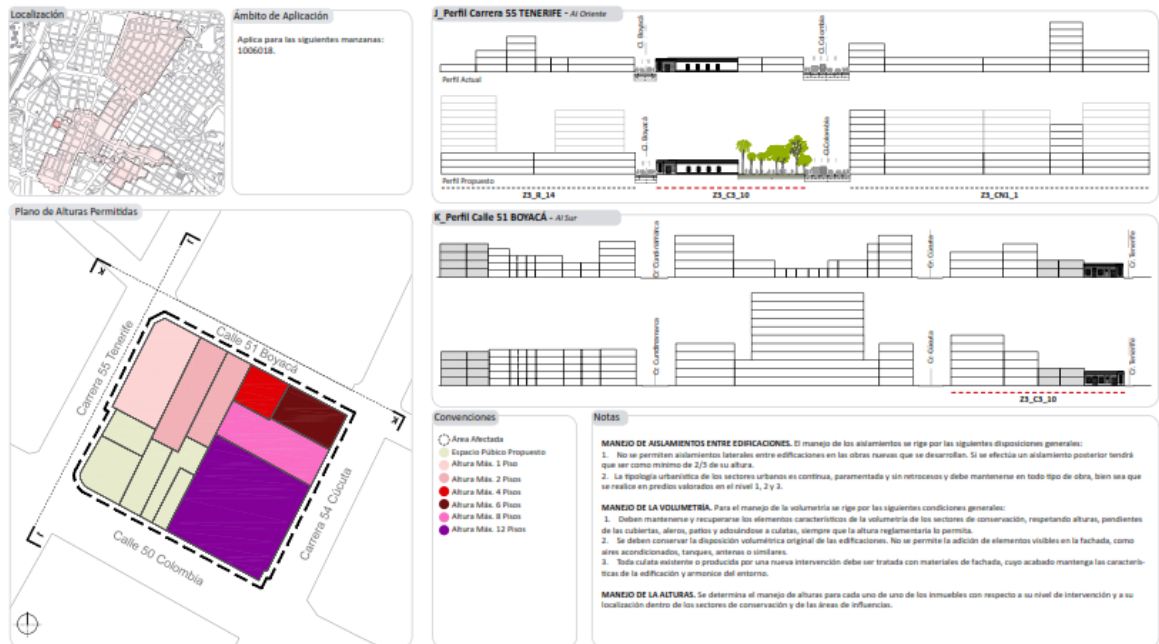 Localización
Ámbito de Aplicación
Aplica para las siguientes manzanas:
1006018.
J_Perfil Carrera 55 TENERIFE - Al Oriente
Cl. Boyacá
Cl. Colombia
Perfil Actual
Cl. Boyacá
Cl.Colombia
Perfil Propuesto
Z3_R_14
Z3_C3_10
Z3_CN1_1
Plano de Alturas Permitidas
J
K
Calle 51 Boyacá
Carrera 55 Tenerife
K
Carrera 54 Cúcuta
Calle 50 Colombia
J
K_Perfil Calle 51 BOYACÁ - Al Sur
Cr. Cundinamarca
Cr. Cúcuta
Cr. Tenerife
Cr. Cundinamarca
Cr. Cúcuta
Cr. Tenerife
Z3_C3_10
Convenciones
Área Afectada
Espacio Púbico Propuesto
Altura Máx. 1 Piso
Altura Máx. 2 Pisos
Altura Máx. 4 Pisos
Altura Máx. 6 Pisos
Altura Máx. 8 Pisos
Altura Máx. 12 Pisos
Notas
MANEJO DE AISLAMIENTOS ENTRE EDIFICACIONES. El manejo de los aislamientos se rige por las siguientes disposiciones generales:
1. No se permiten aislamientos laterales entre edificaciones en las obras nuevas que se desarrollan. Si se efectúa un aislamiento posterior tendrá
que ser como mínimo de 2/3 de su altura.
2. La tipología urbanística de los sectores urbanos es continua, paramentada y sin retrocesos y debe mantenerse en todo tipo de obra, bien sea que
se realice en predios valorados en el nivel 1, 2 y 3.
MANEJO DE LA VOLUMETRÍA. Para el manejo de la volumetría se rige por las siguientes condiciones generales:
1. Deben mantenerse y recuperarse los elementos característicos de la volumetría de los sectores de conservación, respetando alturas, pendientes
de las cubiertas, aleros, patios y adosándose a culatas, siempre que la altura reglamentaria lo permita.
2. Se deben conservar la disposición volumétrica original de las edificaciones. No se permite la adición de elementos visibles en la fachada, como
aires acondicionados, tanques, antenas o similares.
3. Toda culata existente o producida por una nueva intervención debe ser tratada con materiales de fachada, cuyo acabado mantenga las caracterís-
ticas de la edificación y armonice del entorno.
MANEJO DE LA ALTURAS. Se determina el manejo de alturas para cada uno de uno de los inmuebles con respecto a su nivel de intervención y a su
localización dentro de los sectores de conservación y de las áreas de influencias.